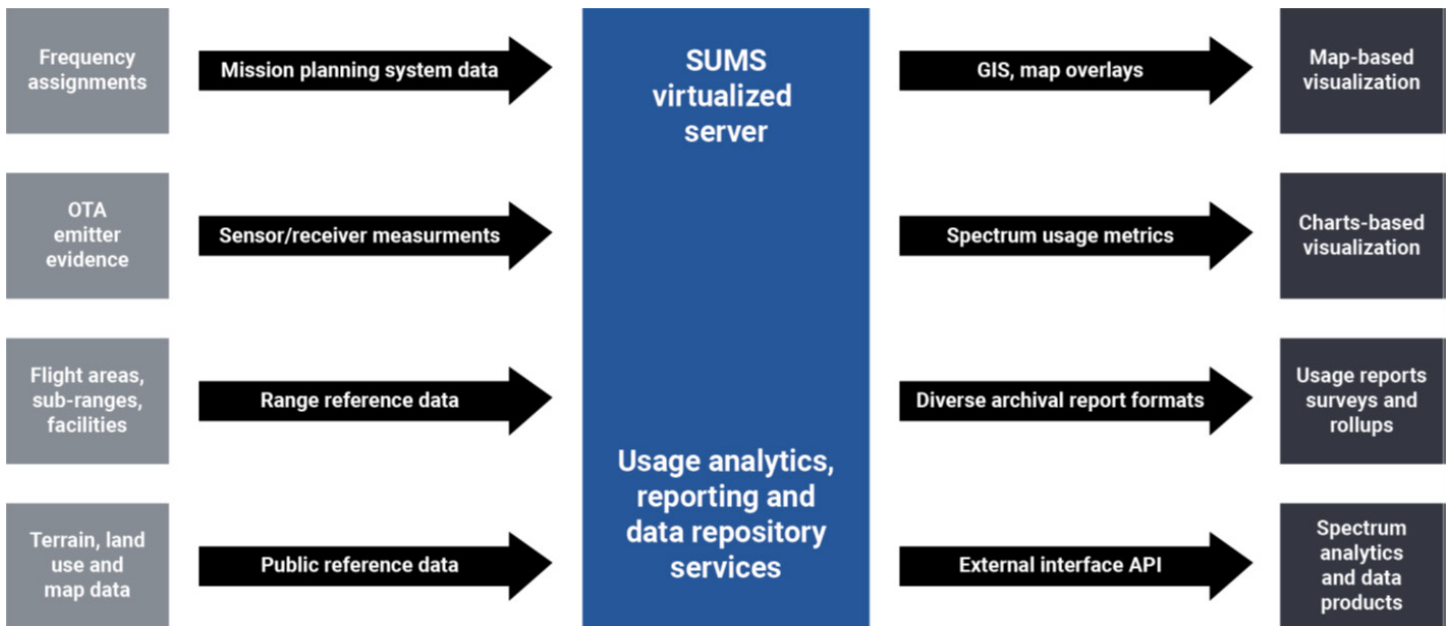 Frequency
assignments
Mission planning system data
SUMS
virtualized
server
GIS, map overlays
Map-based
visualization
OTA
emitter
evidence
Sensor/receiver measurments
Spectrum usage metrics
Charts-based
visualization
Flight areas,
sub-ranges,
facilities
Range reference data
Diverse archival report formats
Usage reports
surveys and
rollups
Usage analytics,
reporting and
data repository
services
Terrain, land
use and
map data
Public reference data
External interface API
Spectrum
analytics
and data
products